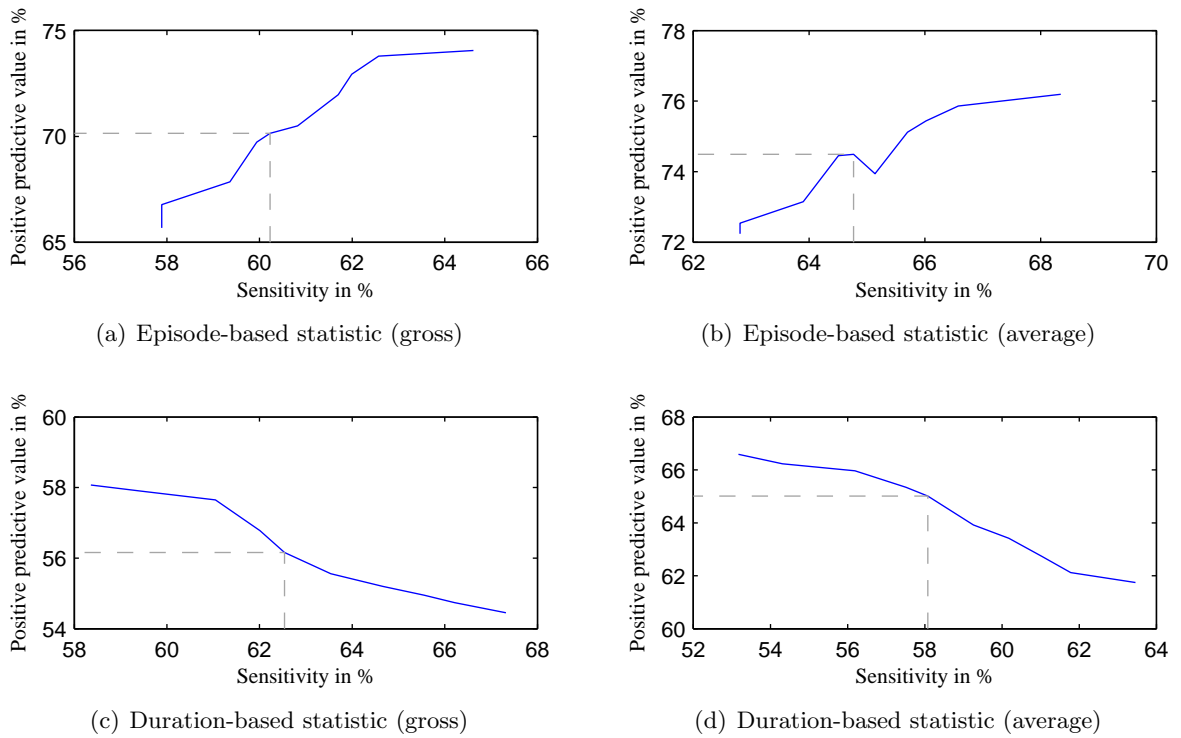 Positive predictive value in %
75
70
65
56 58 60 62 64 66
Sensitivity in %
(a) Episode-based statistic (gross)
Positive predictive value in %
78
76
74
72
62 64 66 68 70
Sensitivity in %
(b) Episode-based statistic (average)
Positive predictive value in %
60
58
56
54
58 60 62 64 66 68
Sensitivity in %
(c) Duration-based statistic (gross)
Positive predictive value in %
68
66
64
62
60
52 54 56 58 60 62 64
Sensitivity in %
(d) Duration-based statistic (average)